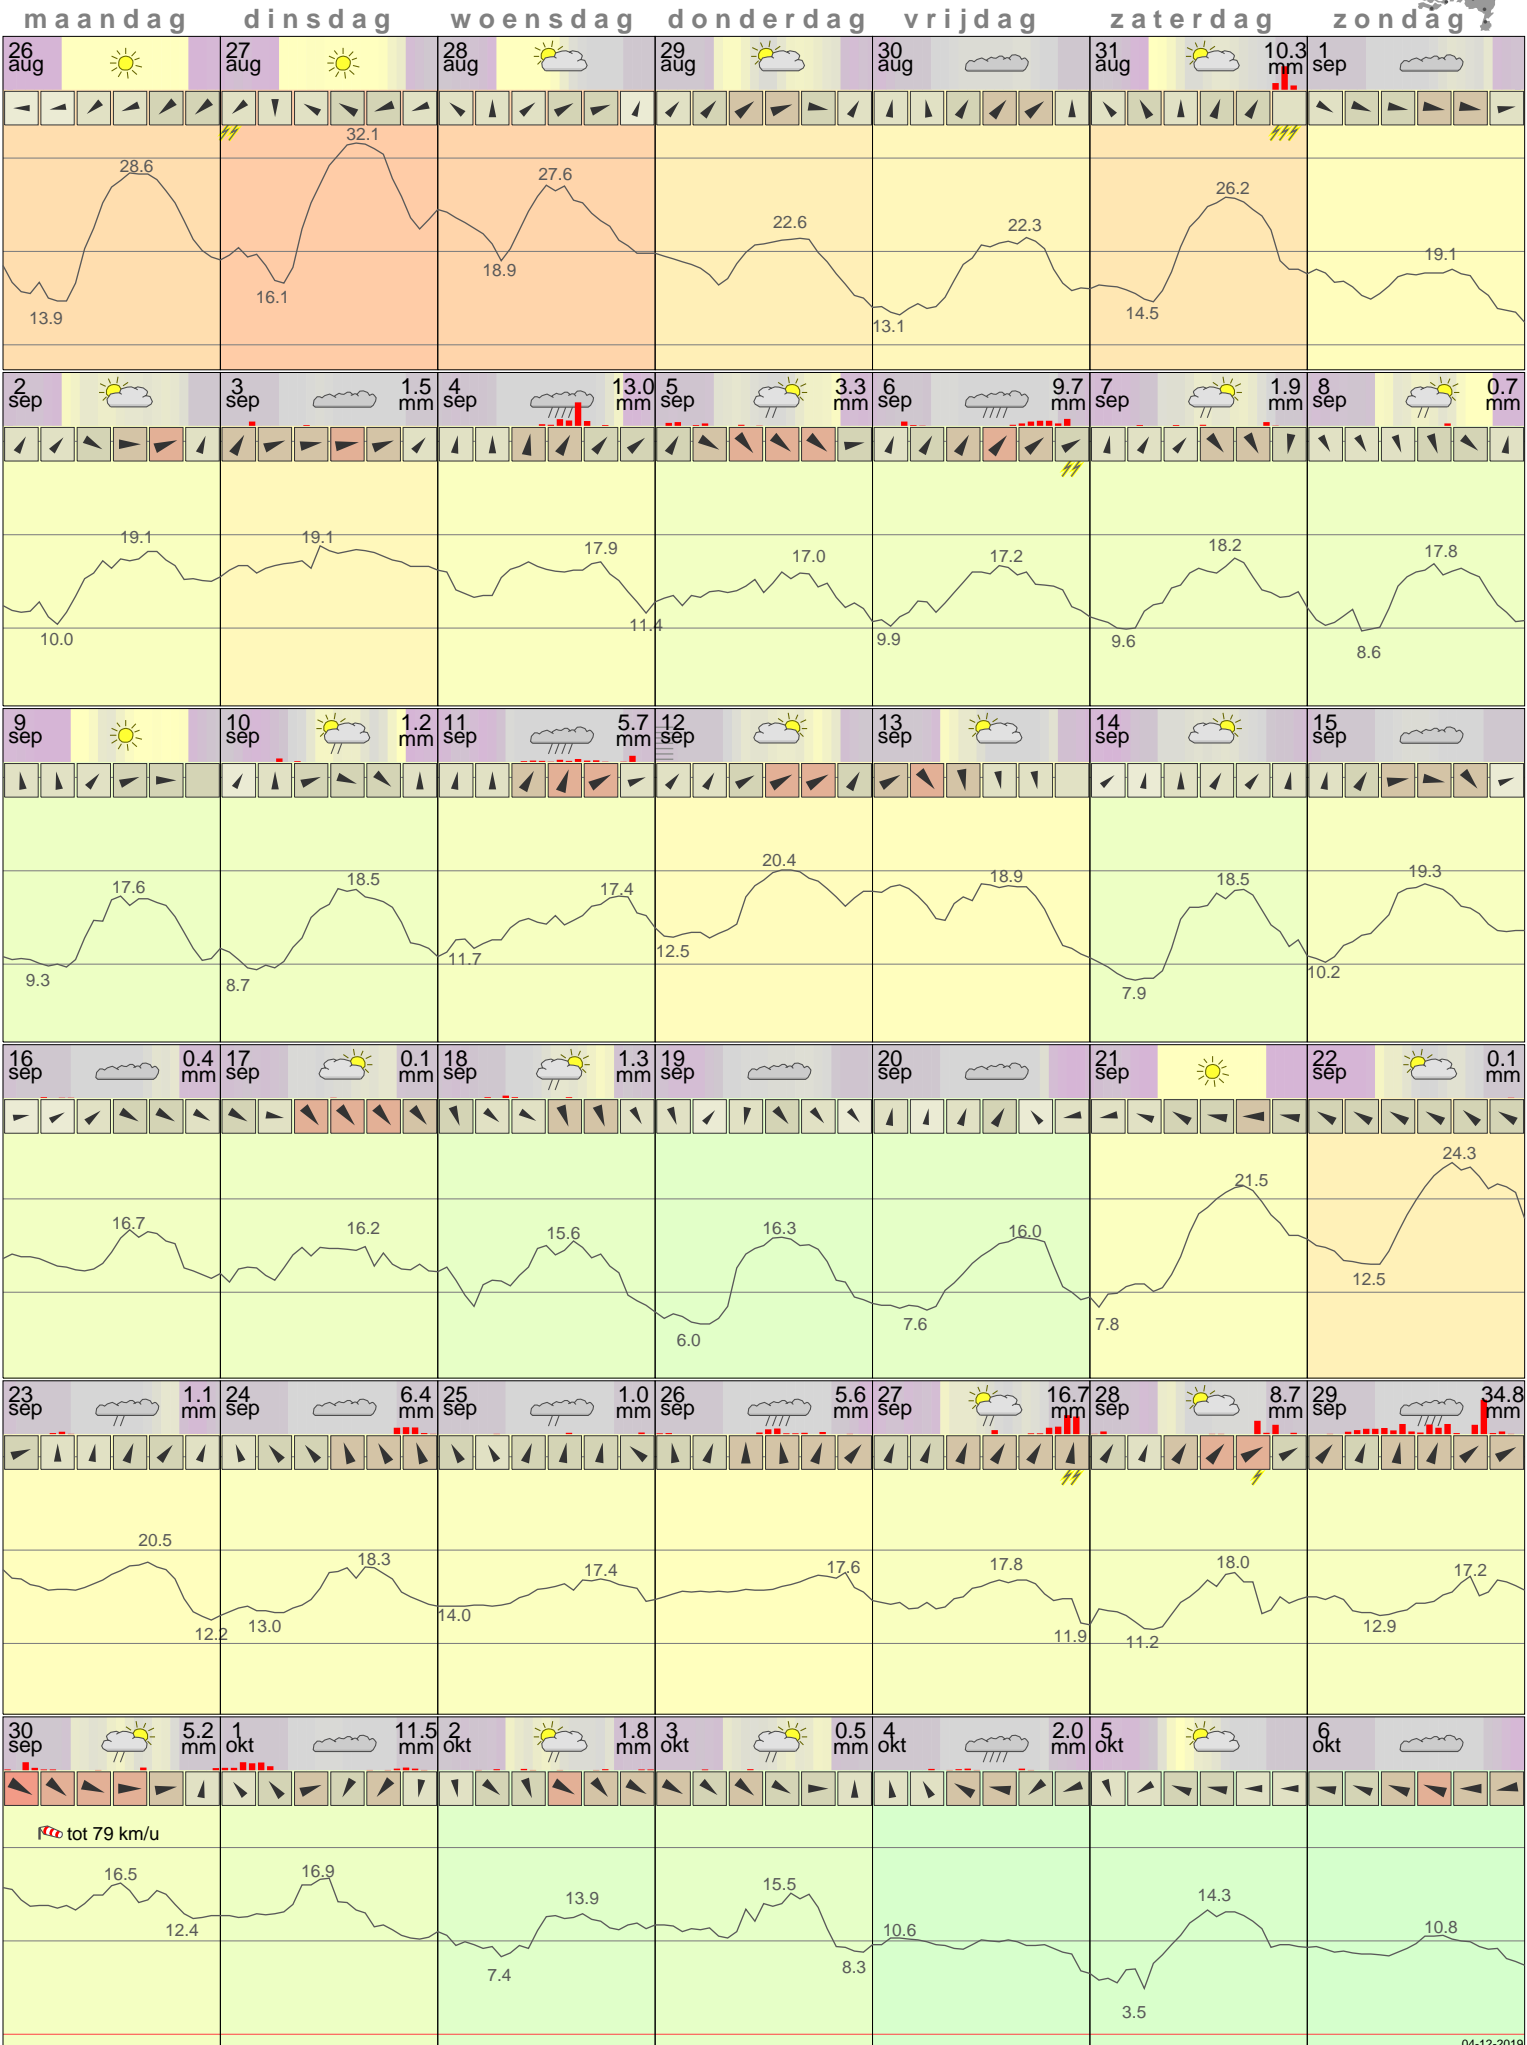 maandag dinsdag woensdag donderdag vrijdag zaterdag zondag
26 aug 27 aug 28 aug 29 aug 30 aug 31 aug 10.3 mm 1 sep
28.6 32.1 27.6 22.6 22.3 26.2 19.1
13.9 16.1 18.9 13.1 14.5
2 sep 3 sep 1.5 mm 4 sep 13.0 mm 5 sep 3.3 mm 6 sep 9.7 mm 7 sep 1.9 mm 8 sep 0.7 mm
19.1 19.1 17.9 17.0 17.2 18.2 17.8
10.0 11.4 9.9 9.6 8.6
9 sep 10 sep 1.2 mm 11 sep 5.7 mm 12 sep 13 sep 14 sep 15 sep
17.6 18.5 17.4 20.4 18.9 18.5 19.3
9.3 8.7 11.7 12.5 7.9 10.2
16 sep 0.4 mm 17 sep 0.1 mm 18 sep 1.3 mm 19 sep 20 sep 21 sep 22 sep 0.1 mm
16.7 16.2 15.6 16.3 16.0 21.5 24.3
6.0 7.6 7.8 12.5
23 sep 1.1 mm 24 sep 6.4 mm 25 sep 1.0 mm 26 sep 5.6 mm 27 sep 16.7 mm 28 sep 8.7 mm 29 sep 34.8 mm
20.5 18.3 17.4 17.6 17.8 18.0 17.2
12.2 13.0 14.0 11.9 11.2 12.9
30 sep 5.2 mm 1 okt 11.5 mm 2 okt 1.8 mm 3 okt 0.5 mm 4 okt 2.0 mm 5 okt 6 okt
tot 79 km/u
16.5 16.9 13.9 15.5 10.6 14.3 10.8
12.4 7.4 8.3 3.5
04-12-2019